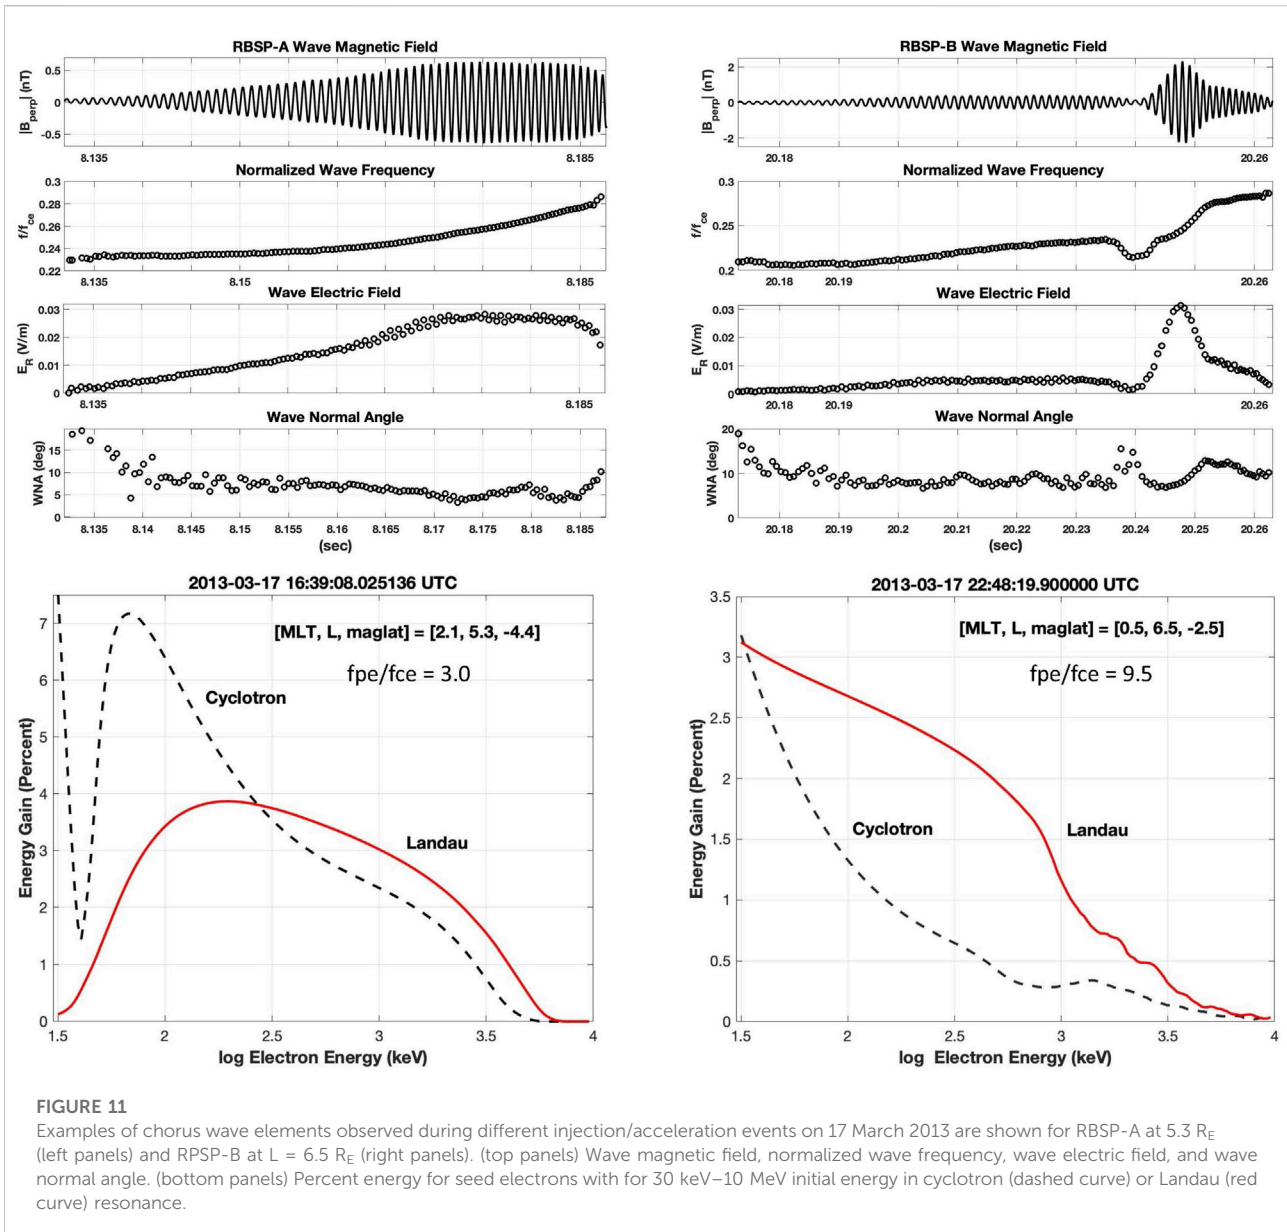 RBSP-A Wave Magnetic Field
|Bperp| (nT)
0.5
0
-0.5
8.135
8.185
Normalized Wave Frequency
f/fce
0.3
0.28
0.26
0.24
0.22
8.135
8.15
8.185
Wave Electric Field
ER (V/m)
0.03
0.02
0.01
0
8.135
8.185
Wave Normal Angle
WNA (deg)
15
10
5
0
8.135
8.14
8.145
8.15
8.155
8.16
8.165
8.17
8.175
8.18
8.185
(sec)
2013-03-17 16:39:08.025136 UTC
[MLT, L, maglat] = [2.1, 5.3, -4.4]
fpe/fce = 3.0
Cyclotron
Landau
Energy Gain (Percent)
7
6
5
4
3
2
1
0
1.5
2
2.5
3
3.5
4
log Electron Energy (keV)
RBSP-B Wave Magnetic Field
|Bperp| (nT)
2
0
-2
20.18
20.26
Normalized Wave Frequency
f/fce
0.3
0.25
0.2
20.18
20.19
20.26
Wave Electric Field
ER (V/m)
0.03
0.02
0.01
0
20.18
20.19
20.26
Wave Normal Angle
WNA (deg)
20
10
0
20.18
20.19
20.2
20.21
20.22
20.23
20.24
20.25
20.26
(sec)
2013-03-17 22:48:19.900000 UTC
[MLT, L, maglat] = [0.5, 6.5, -2.5]
fpe/fce = 9.5
Cyclotron
Landau
Energy Gain (Percent)
3.5
3
2.5
2
1.5
1
0.5
0
1.5
2
2.5
3
3.5
4
log Electron Energy (keV)
FIGURE 11
Examples of chorus wave elements observed during different injection/acceleration events on 17 March 2013 are shown for RBSP-A at 5.3 RE
(left panels) and RPSP-B at L = 6.5 RE (right panels). (top panels) Wave magnetic field, normalized wave frequency, wave electric field, and wave
normal angle. (bottom panels) Percent energy for seed electrons with for 30 keV–10 MeV initial energy in cyclotron (dashed curve) or Landau (red
curve) resonance.